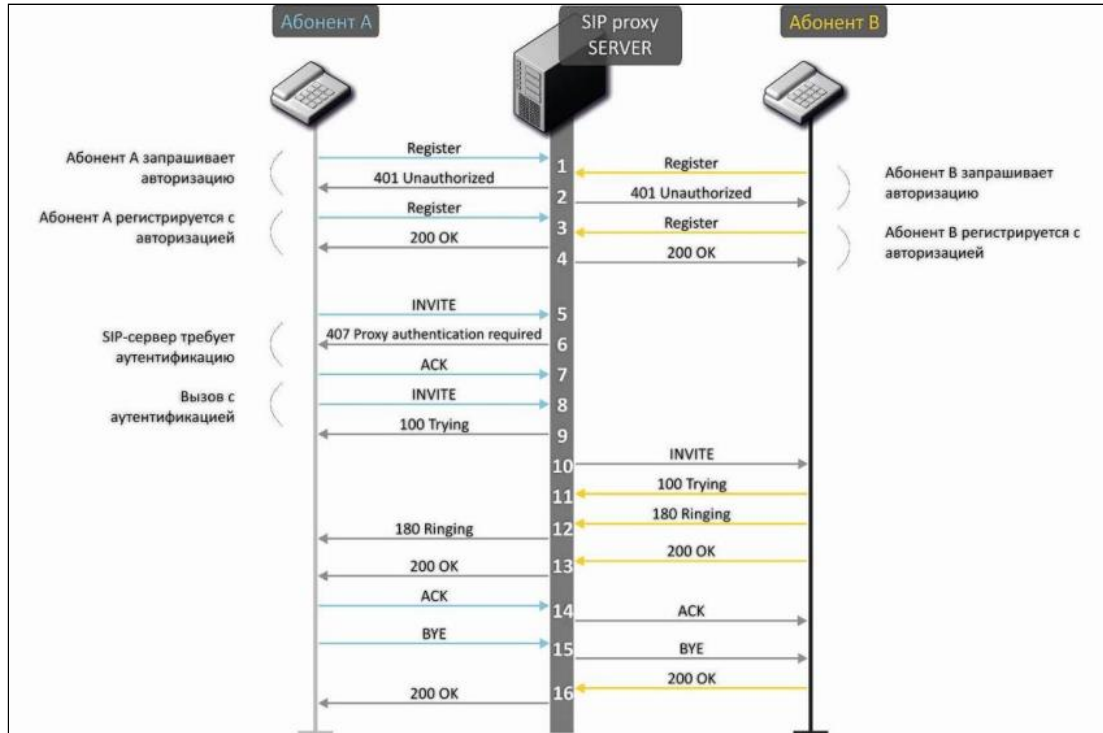 Абонент А
SIP proxy
SERVER
Абонент В
Абонент А запрашивает
авторизацию
Register
1
Register
Абонент В запрашивает
авторизацию
401 Unauthorized
2
401 Unauthorized
Абонент А регистрируется с
авторизацией
Register
3
Register
Абонент В регистрируется с
авторизацией
200 OK
4
200 OK
INVITE
5
SIP-сервер требует
аутентификацию
407 Proxy authentication required
6
ACK
7
Вызов с
аутентификацией
INVITE
8
100 Trying
9
10
INVITE
11
100 Trying
12
180 Ringing
180 Ringing
13
200 OK
200 OK
ACK
14
ACK
BYE
15
BYE
16
200 OK
200 OK